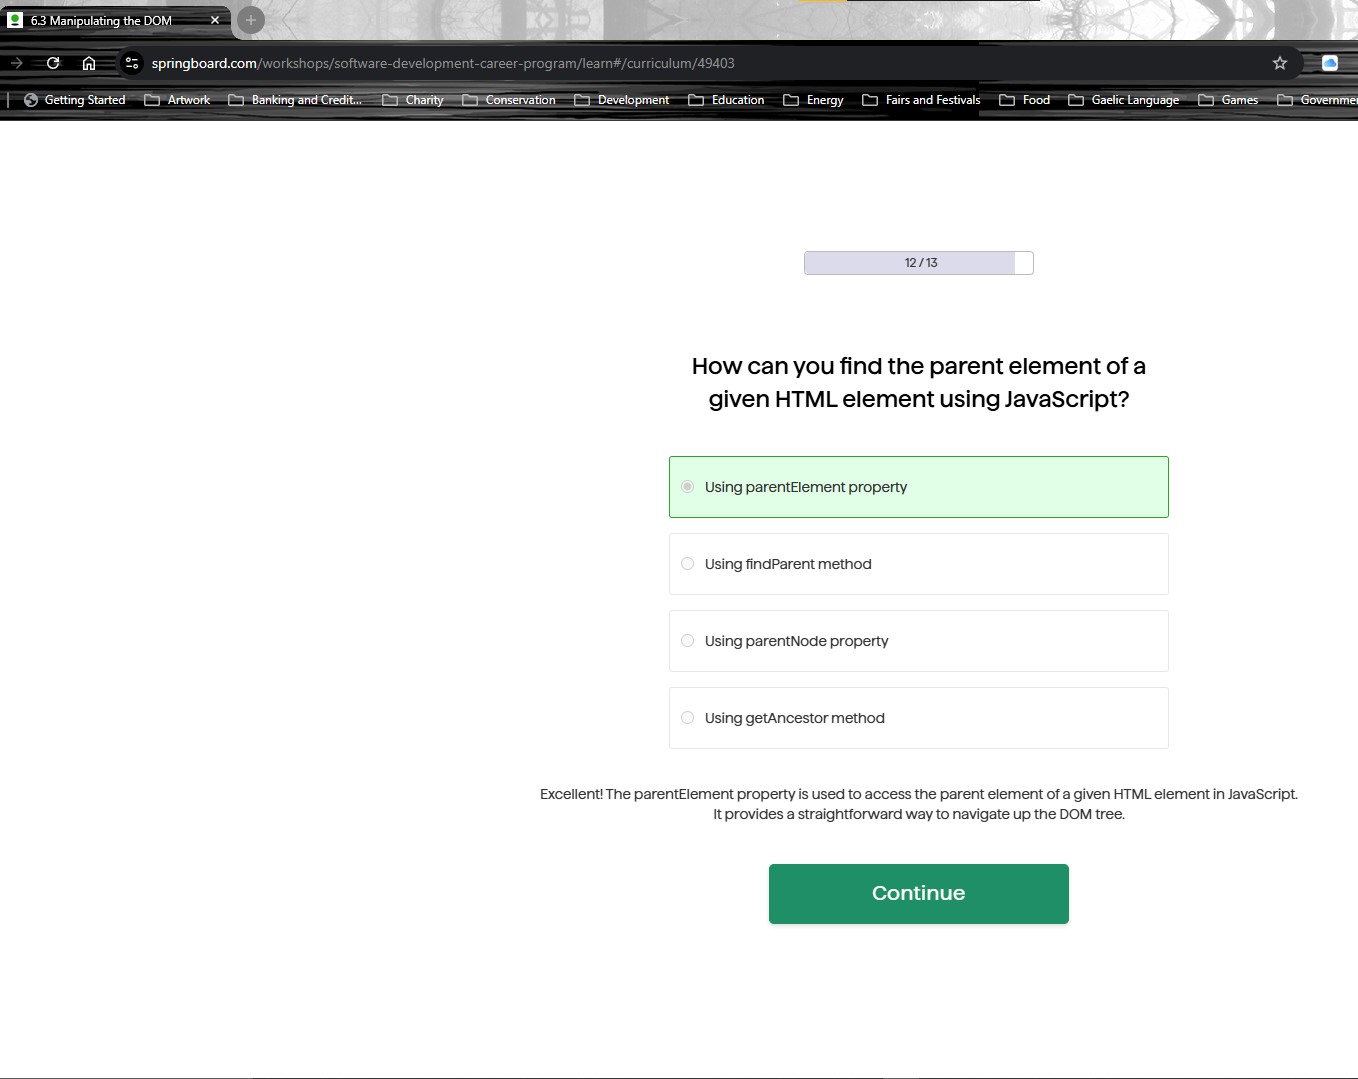 6.3 Manipulating the DOM
springboard.com/workshops/software-development-career-program/learn#/curriculum/49403
Getting Started Artwork Banking and Credit... Charity Conservation Development Education Energy Fairs and Festivals Food Gaelic Language Games Governme
12 / 13
How can you find the parent element of a
given HTML element using JavaScript?
Using parentElement property
Using findParent method
Using parentNode property
Using getAncestor method
Excellent! The parentElement property is used to access the parent element of a given HTML element in JavaScript.
It provides a straightforward way to navigate up the DOM tree.
Continue